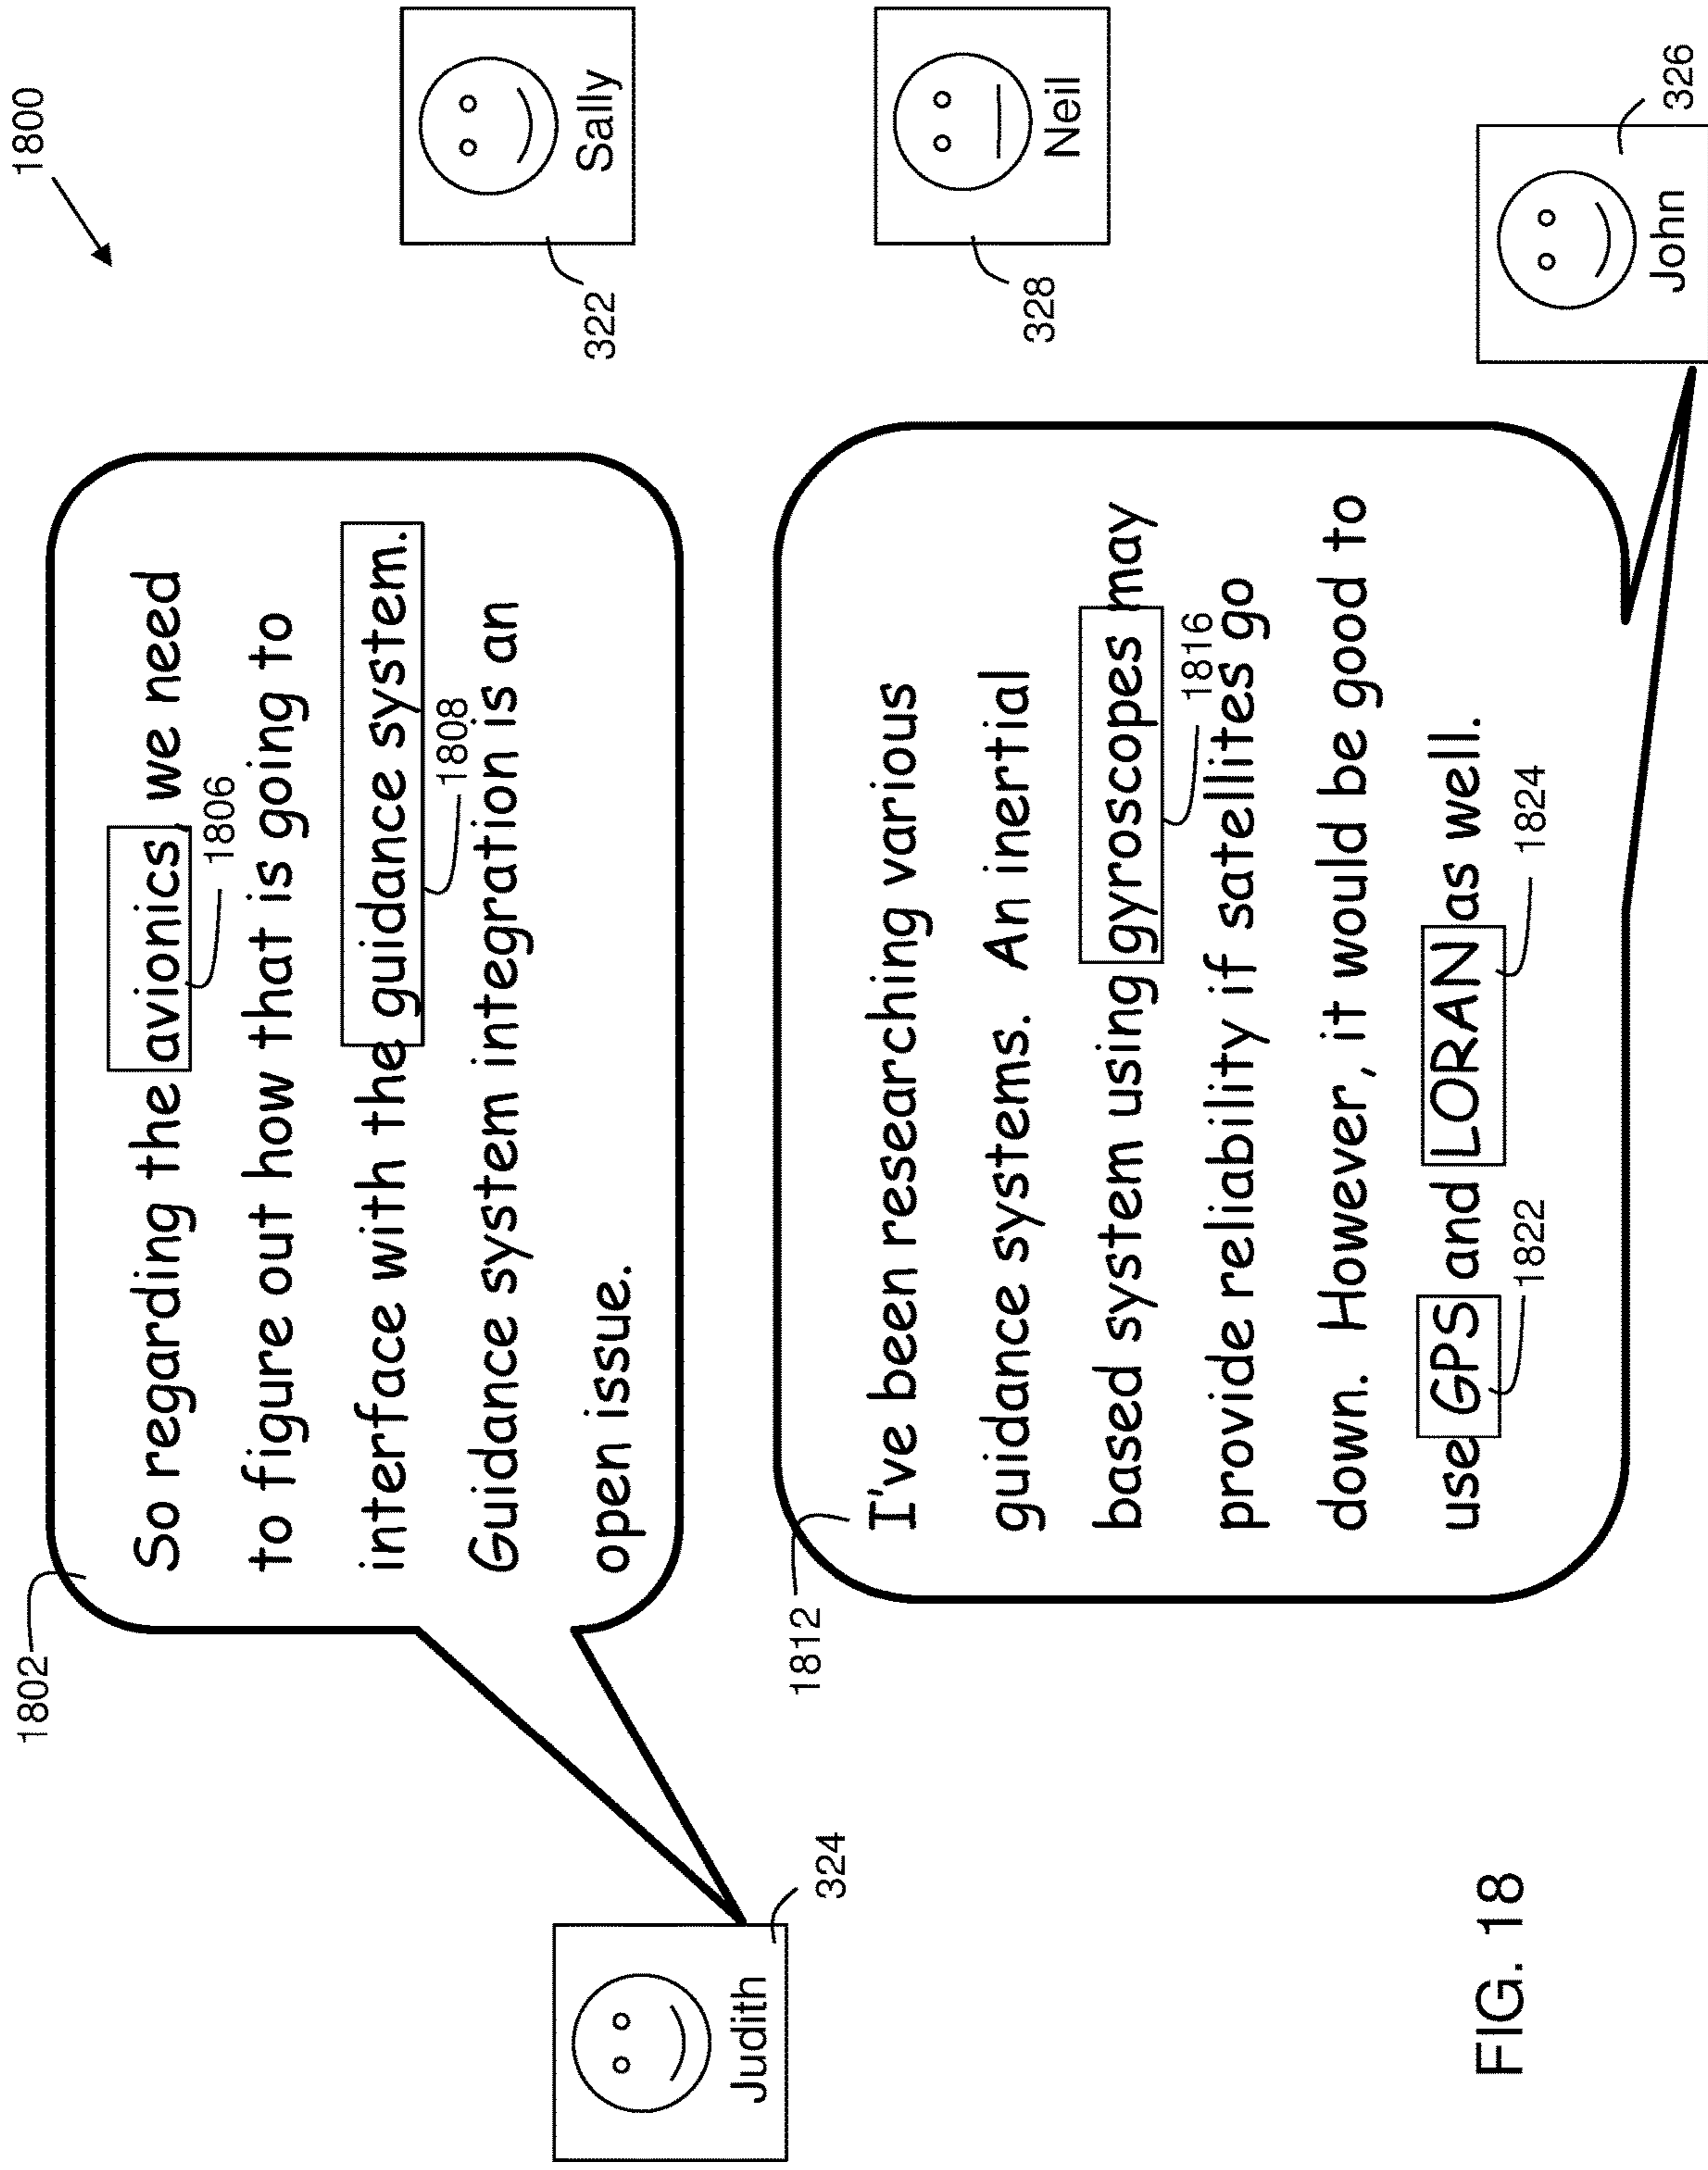 1800
1802
So regarding the avionics, we need
1806
to figure out how that is going to
interface with the guidance system.
1808
Guidance system integration is an
open issue.
Sally
322
Judith
324
Neil
328
1812
I've been researching various
guidance systems. An inertial
based system using gyroscopes may
1816
provide reliability if satellites go
down. However, it would be good to
use GPS and LORAN as well.
1822
1824
John
326
FIG. 18